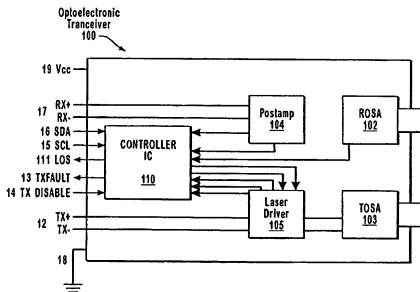 Optoelectronic
Tranceiver
100
19 Vcc
17
RX+
RX-
16 SDA
15 SCL
111 LOS
13 TXFAULT
14 TX DISABLE
12
TX+
TX-
18
CONTROLLER
IC
110
Postamp
104
ROSA
102
Laser
Driver
105
TOSA
103